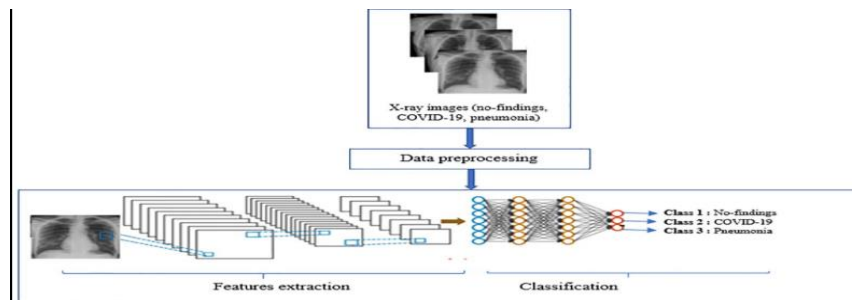 X-ray images (no-findings,
COVID-19, pneumonia)
Data preprocessing
Class 1 : No-findings
Class 2 : COVID-19
Class 3 : Pneumonia
Features extraction
Classification